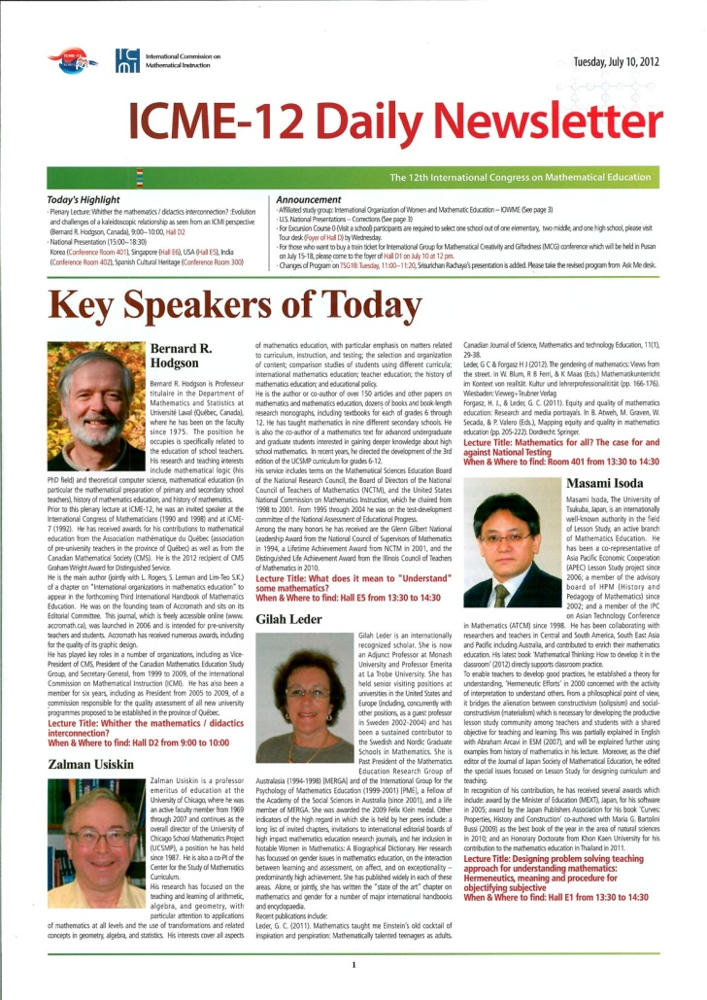 ICME-12
International Commission on
Mathematical Instruction
Tuesday, July 10, 2012
ICME-12 Daily Newsletter
The 12th International Congress on Mathematical Education
Today's Highlight
· Plenary Lecture: Whither the mathematics / didactics interconnection? :Evolution
and challenges of a kaleidoscopic relationship as seen from an ICMI perspective
(Bernard R. Hodgson, Canada), 9:00~10:00, Hall D2
· National Presentation (15:00~18:30)
Korea (Conference Room 401), Singapore (Hall E6), USA (Hall E5), India
(Conference Room 402), Spanish Cultural Heritage (Conference Room 300)
Announcement
· Affiliated study group: International Organization of Women and Mathematic Education – IOWME (See page 3)
· U.S. National Presentations – Corrections (See page 3)
· For Excursion Course 0 (Visit a school) participants are required to select one school out of one elementary, two middle, and one high school, please visit
Tour desk (Foyer of Hall D) by Wednesday.
· For those who want to buy a train ticket for International Group for Mathematical Creativity and Giftedness (MCG) conference which will be held in Pusan
on July 15-18, please come to the foyer of Hall D1 on July 10 at 12 pm.
· Changes of Program on TSG18: Tuesday, 11:00~11:20, Srisurichan Rachaya's presentation is added. Please take the revised program from Ask Me desk.
Key Speakers of Today
Bernard R.
Hodgson
Bernard R. Hodgson is Professor
titulaire in the Department of
Mathematics and Statistics at
Université Laval (Québec, Canada),
where he has been on the faculty
since 1975. The position he
occupies is specifically related to
the education of school teachers.
His research and teaching interests
include mathematical logic (his
PhD field) and theoretical computer science, mathematical education (in
particular the mathematical preparation of primary and secondary school
teachers), history of mathematics education, and history of mathematics.
Prior to this plenary lecture at ICME-12, he was an invited speaker at the
International Congress of Mathematicians (1990 and 1998) and at ICME-
7 (1992). He has received awards for his contributions to mathematical
education from the Association mathématique du Québec (association
of pre-university teachers in the province of Québec) as well as from the
Canadian Mathematical Society (CMS). He is the 2012 recipient of CMS
Graham Wright Award for Distinguished Service.
He is the main author (jointly with L. Rogers, S. Lerman and Lim-Teo S.K.)
of a chapter on "International organizations in mathematics education" to
appear in the forthcoming Third International Handbook of Mathematics
Education. He was on the founding team of Accromath and sits on its
Editorial Committee. This journal, which is freely accessible online (www.
accromath.ca), was launched in 2006 and is intended for pre-university
teachers and students. Accromath has received numerous awards, including
for the quality of its graphic design.
He has played key roles in a number of organizations, including as Vice-
President of CMS, President of the Canadian Mathematics Education Study
Group, and Secretary-General, from 1999 to 2009, of the International
Commission on Mathematical Instruction (ICMI). He has also been a
member for six years, including as President from 2005 to 2009, of a
commission responsible for the quality assessment of all new university
programmes proposed to be established in the province of Québec.
Lecture Title: Whither the mathematics / didactics
interconnection?
When & Where to find: Hall D2 from 9:00 to 10:00
Zalman Usiskin
Zalman Usiskin is a professor
emeritus of education at the
University of Chicago, where he was
an active faculty member from 1969
through 2007 and continues as the
overall director of the University of
Chicago School Mathematics Project
(UCSMP), a position he has held
since 1987. He is also a co-PI of the
Center for the Study of Mathematics
Curriculum.
His research has focused on the
teaching and learning of arithmetic,
algebra, and geometry, with
particular attention to applications
of mathematics at all levels and the use of transformations and related
concepts in geometry, algebra, and statistics. His interests cover all aspects
of mathematics education, with particular emphasis on matters related
to curriculum, instruction, and testing; the selection and organization
of content; comparison studies of students using different curricula;
international mathematics education; teacher education; the history of
mathematics education; and educational policy.
He is the author or co-author of over 150 articles and other papers on
mathematics and mathematics education, dozens of books and book-length
research monographs, including textbooks for each of grades 6 through
12. He has taught mathematics in nine different secondary schools. He
is also the co-author of a mathematics text for advanced undergraduate
and graduate students interested in gaining deeper knowledge about high
school mathematics. In recent years, he directed the development of the 3rd
edition of the UCSMP curriculum for grades 6-12.
His service includes terms on the Mathematical Sciences Education Board
of the National Research Council, the Board of Directors of the National
Council of Teachers of Mathematics (NCTM), and the United States
National Commission on Mathematics Instruction, which he chaired from
1998 to 2001. From 1995 through 2004 he was on the test-development
committee of the National Assessment of Educational Progress.
Among the many honors he has are the Glenn Gilbert National
Leadership Award from the National Council of Supervisors of Mathematics
in 1994, a Lifetime Achievement Award from NCTM in 2001, and the
Distinguished Life Achievement Award from the Illinois Council of Teachers
of Mathematics in 2010.
Lecture Title: What does it mean to "Understand"
some mathematics?
When & Where to find: Hall E5 from 13:30 to 14:30
Gilah Leder
Gilah Leder is an internationally
recognized scholar. She is now
an Adjunct Professor at Monash
University and Professor Emerita
at La Trobe University. She has
held senior visiting positions at
universities in the United States and
Europe (including, concurrently with
other positions, as a guest professor
in Sweden 2002-2004) and has
been a sustained contributor to
the Swedish and Nordic Graduate
Schools in Mathematics. She is
Past President of the Mathematics
Education Research Group of
Australasia (1994-1998) [MERGA] and of the International Group for the
Psychology of Mathematics Education (1999-2001) [PME], a Fellow of
the Academy of the Social Sciences in Australia (since 2001), and a life
member of MERGA. She was awarded the 2009 Felix Klein medal. Other
indicators of the high regard in which she is held by her peers include: a
long list of invited chapters, invitations to international editorial boards of
high impact mathematics education research journals, and her inclusion in
Notable Women in Mathematics: A Biographical Dictionary. Her research
has focussed on gender issues in mathematics education, on the interaction
between learning and assessment, on affect, and on exceptionality –
predominantly high achievement. She has published widely in each of these
areas. Alone, or jointly, she has written the "state of the art" chapter on
mathematics and gender for a number of major international handbooks
and encyclopaedia.
Recent publications include:
Leder, G. C. (2011). Mathematics taught me Einstein's old cocktail of
inspiration and perspiration: Mathematically talented teenagers as adults.
Canadian Journal of Science, Mathematics and technology Education, 11(1),
29-38.
Leder, G C & Forgasz H J (2012). The gendering of mathematics: Views from
the street. In W. Blum, R B Ferri, & K Maas (Eds.) Mathematikunterricht
im Kontext von realität. Kultur und lehrerprofessionalitität (pp. 166-176).
Wiesbaden: Vieweg+Teubner Verlag
Forgasz, H. J., & Leder, G. C. (2011). Equity and quality of mathematics
education: Research and media portrayals. In B. Atweh, M. Graven, W.
Secada, & P. Valero (Eds.), Mapping equity and quality in mathematics
education (pp. 205-222). Dordrecht: Springer.
Lecture Title: Mathematics for all? The case for and
against National Testing
When & Where to find: Room 401 from 13:30 to 14:30
Masami Isoda
Masami Isoda, The University of
Tsukuba, Japan, is an internationally
well-known authority in the field
of Lesson Study, an active branch
of Mathematics Education. He
has been a co-representative of
Asia Pacific Economic Cooperation
(APEC) Lesson Study project since
2006; a member of the advisory
board of HPM (History and
Pedagogy of Mathematics) since
2002; and a member of the IPC
on Asian Technology Conference
in Mathematics (ATCM) since 1998. He has been collaborating with
researchers and teachers in Central and South America, South East Asia
and Pacific including Australia, and contributed to enrich their mathematics
education. His latest book 'Mathematical Thinking: How to develop it in the
classroom' (2012) directly supports classroom practice.
To enable teachers to develop good practices, he established a theory for
understanding, 'Hermeneutic Efforts' in 2000 concerned with the activity
of interpretation to understand others. From a philosophical point of view,
it bridges the alienation between constructivism (solipsism) and social-
constructivism (materialism) which is necessary for developing the productive
lesson study community among teachers and students with a shared
objective for teaching and learning. This was partially explained in English
with Abraham Arcavi in ESM (2007), and will be explained further using
examples from history of mathematics in his lecture. Moreover, as the chief
editor of the Journal of Japan Society of Mathematical Education, he edited
the special issues focused on Lesson Study for designing curriculum and
teaching.
In recognition of his contribution, he has received several awards which
include: award by the Minister of Education (MEXT), Japan, for his software
in 2005; award by the Japan Publishers Association for his book 'Curves:
Properties, History and Construction' co-authored with Maria G. Bartolini
Bussi (2009) as the best book of the year in the area of natural sciences
in 2010; and an Honorary Doctorate from Khon Kaen University for his
contribution to the mathematics education in Thailand in 2011.
Lecture Title: Designing problem solving teaching
approach for understanding mathematics:
Hermeneutics, meaning and procedure for
objectifying subjective
When & Where to find: Hall E1 from 13:30 to 14:30
1